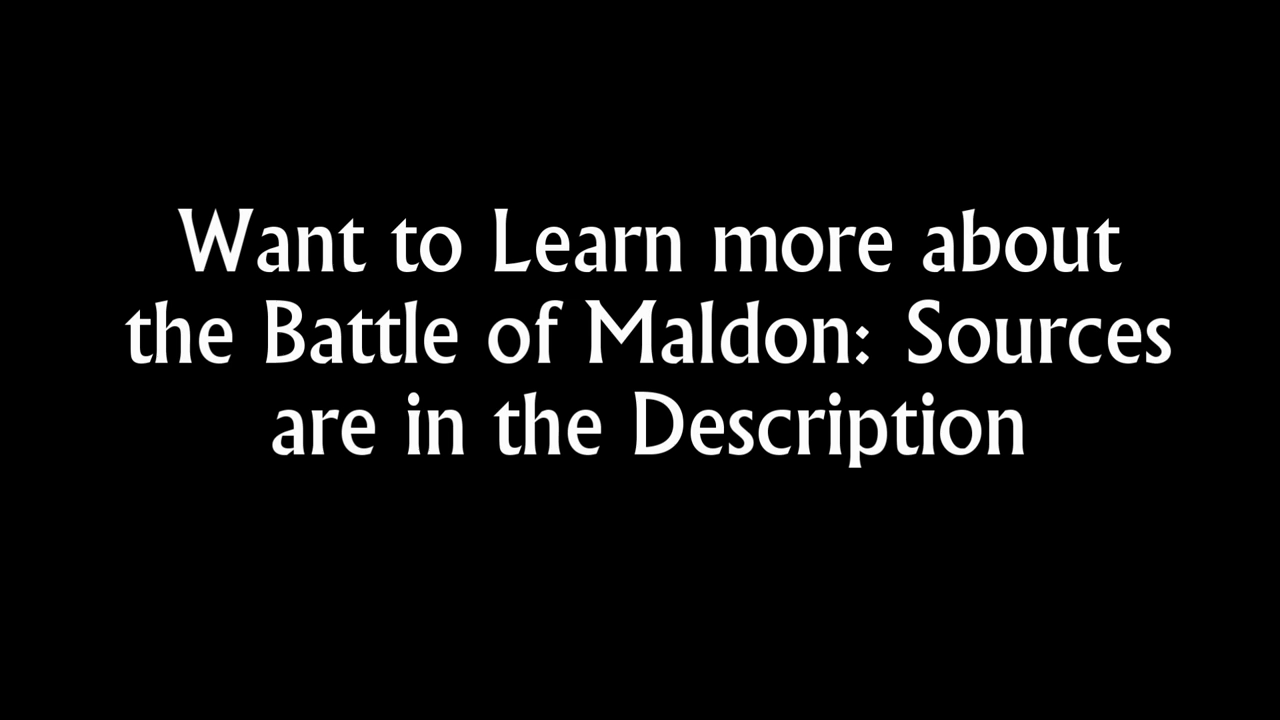 Want to Learn more about
the Battle of Maldon: Sources
are in the Description